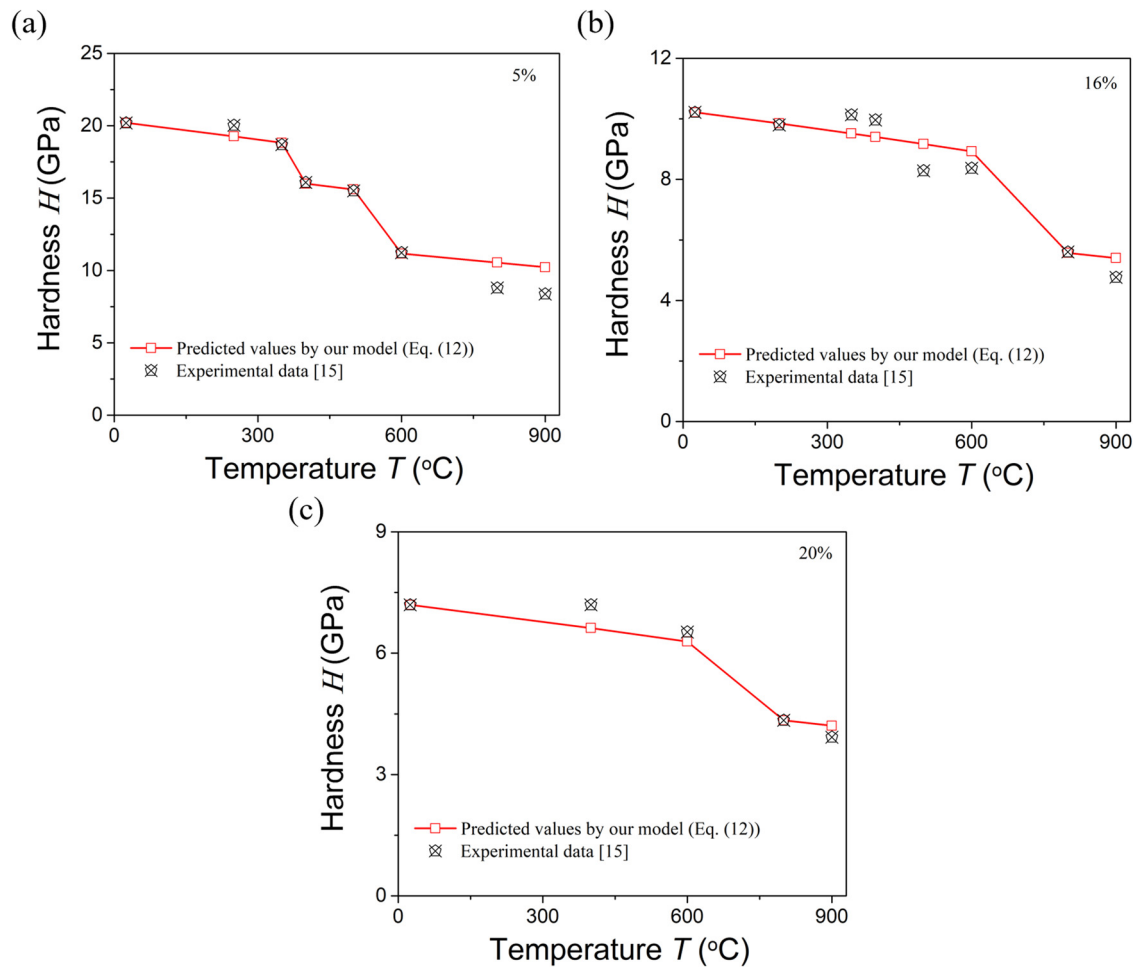 (a)
25
20
15
10
5
0
5%
Hardness H (GPa)
Predicted values by our model (Eq. (12))
Experimental data [15]
0 300 600 900
Temperature T (°C)
(b)
12
8
4
0
16%
Hardness H (GPa)
Predicted values by our model (Eq. (12))
Experimental data [15]
0 300 600 900
Temperature T (°C)
(c)
9
6
3
0
20%
Hardness H (GPa)
Predicted values by our model (Eq. (12))
Experimental data [15]
0 300 600 900
Temperature T (°C)